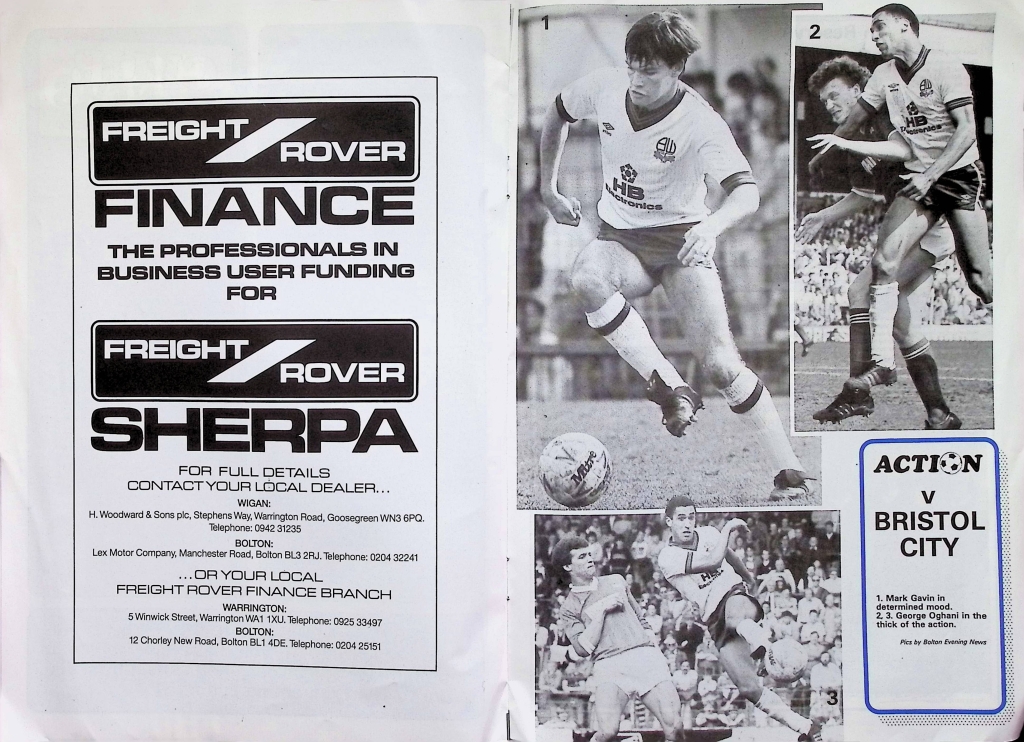 FREIGHT
ROVER
FINANCE
THE PROFESSIONALS IN
BUSINESS USER FUNDING
FOR
FREIGHT
ROVER
SHERPA
FOR FULL DETAILS
CONTACT YOUR LOCAL DEALER...
WIGAN:
H. Woodward & Sons plc, Stephens Way, Warrington Road, Goosegreen WN3 6PQ.
Telephone: 0942 31235
BOLTON:
Lex Motor Company, Manchester Road, Bolton BL3 2RJ. Telephone: 0204 32241
...OR YOUR LOCAL
FREIGHT ROVER FINANCE BRANCH
WARRINGTON:
5 Winwick Street, Warrington WA1 1XU. Telephone: 0925 33497
BOLTON:
12 Chorley New Road, Bolton BL1 4DE. Telephone: 0204 25151
1
HB
Electronics
Mitre
2
HB
Electronics
HB
3
ACTION
V
BRISTOL
CITY
1. Mark Gavin in
determined mood.
2, 3. George Oghani in the
thick of the action.
Pics by Bolton Evening News